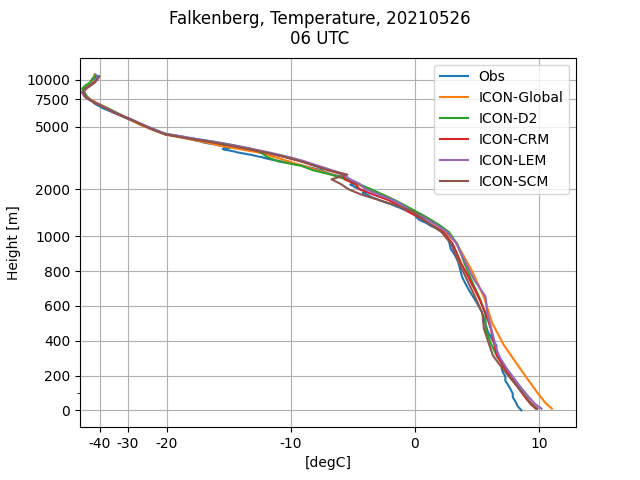 Falkenberg, Temperature, 20210526
06 UTC
Obs
ICON-Global
ICON-D2
ICON-CRM
ICON-LEM
ICON-SCM
10000
7500
5000
2000
1000
800
600
400
200
0
Height [m]
-40
-30
-20
-10
0
10
[degC]